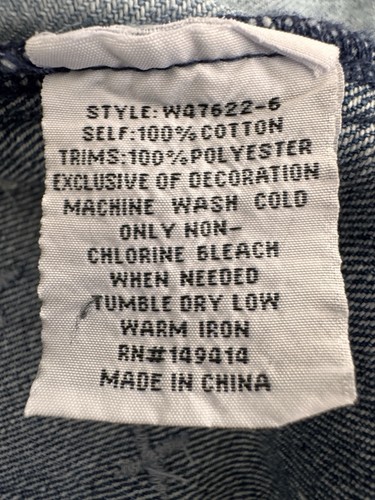 STYLE: W47622-6
SELF:100% COTTON
TRIMS:100% POLYESTER
EXCLUSIVE OF DECORATION
MACHINE WASH COLD
ONLY NON-
CHLORINE BLEACH
WHEN NEEDED
TUMBLE DRY LOW
WARM IRON
RN#149414
MADE IN CHINA